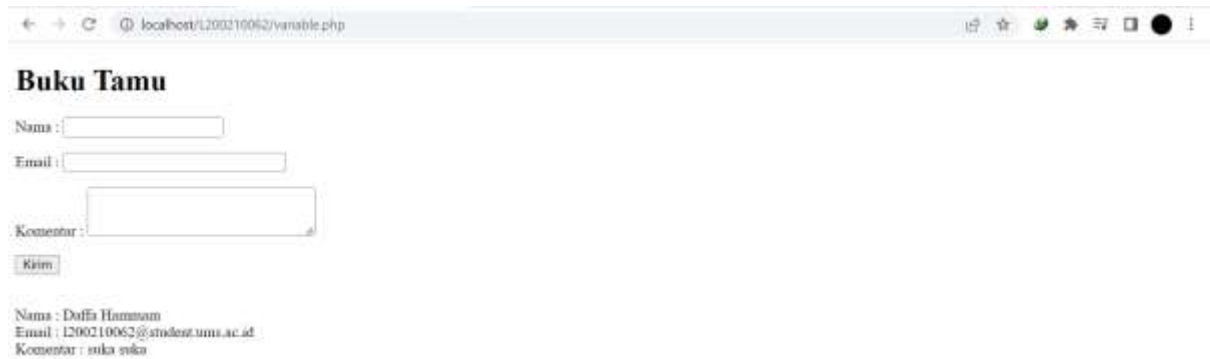 localhost/L200210062/variable.php
Buku Tamu
Nama :
Email :
Komentar :
Kirim
Nama : Daffa Hammam
Email : l200210062@student.ums.ac.id
Komentar : suka suka